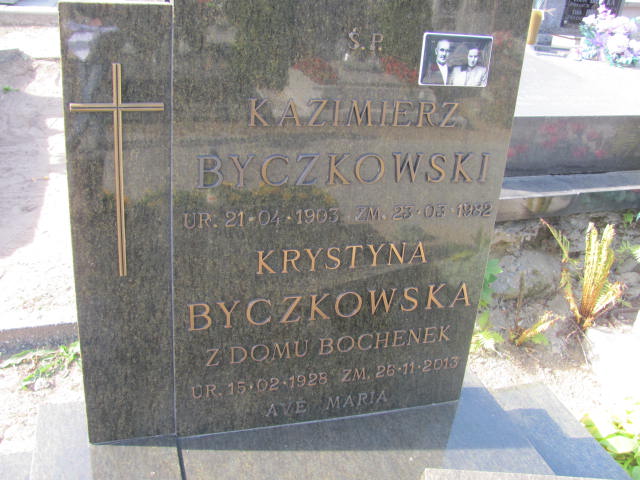 Ś.P.
KAZIMIERZ
BYCZKOWSKI
UR. 21·04·1903 ZM. 23·03·1982
KRYSTYNA
BYCZKOWSKA
Z DOMU BOCHENEK
UR. 15·02·1928 ZM. 26·11·2013
AVE MARIA